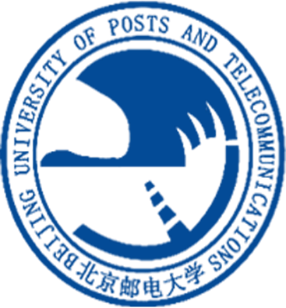 BEIJING UNIVERSITY OF POSTS AND TELECOMMUNICATIONS
北京邮电大学